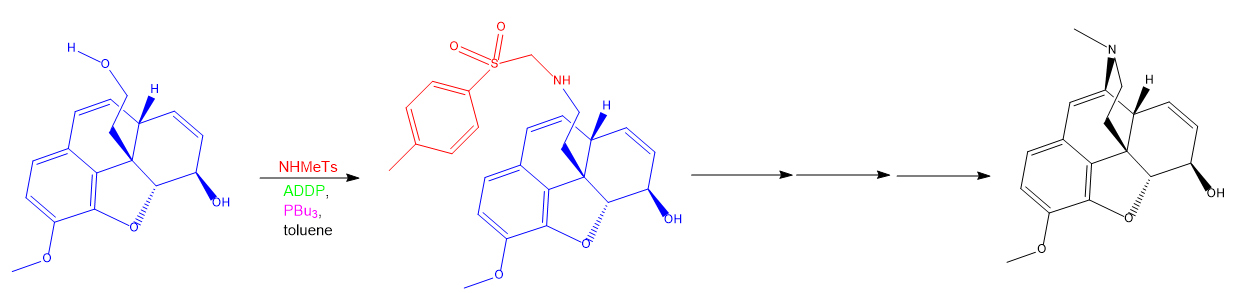 H
O
H
O
OH
O
NHMeTs
ADDP,
PBu3,
toluene
O
O
S
NH
H
O
OH
O
N
H
O
OH
O